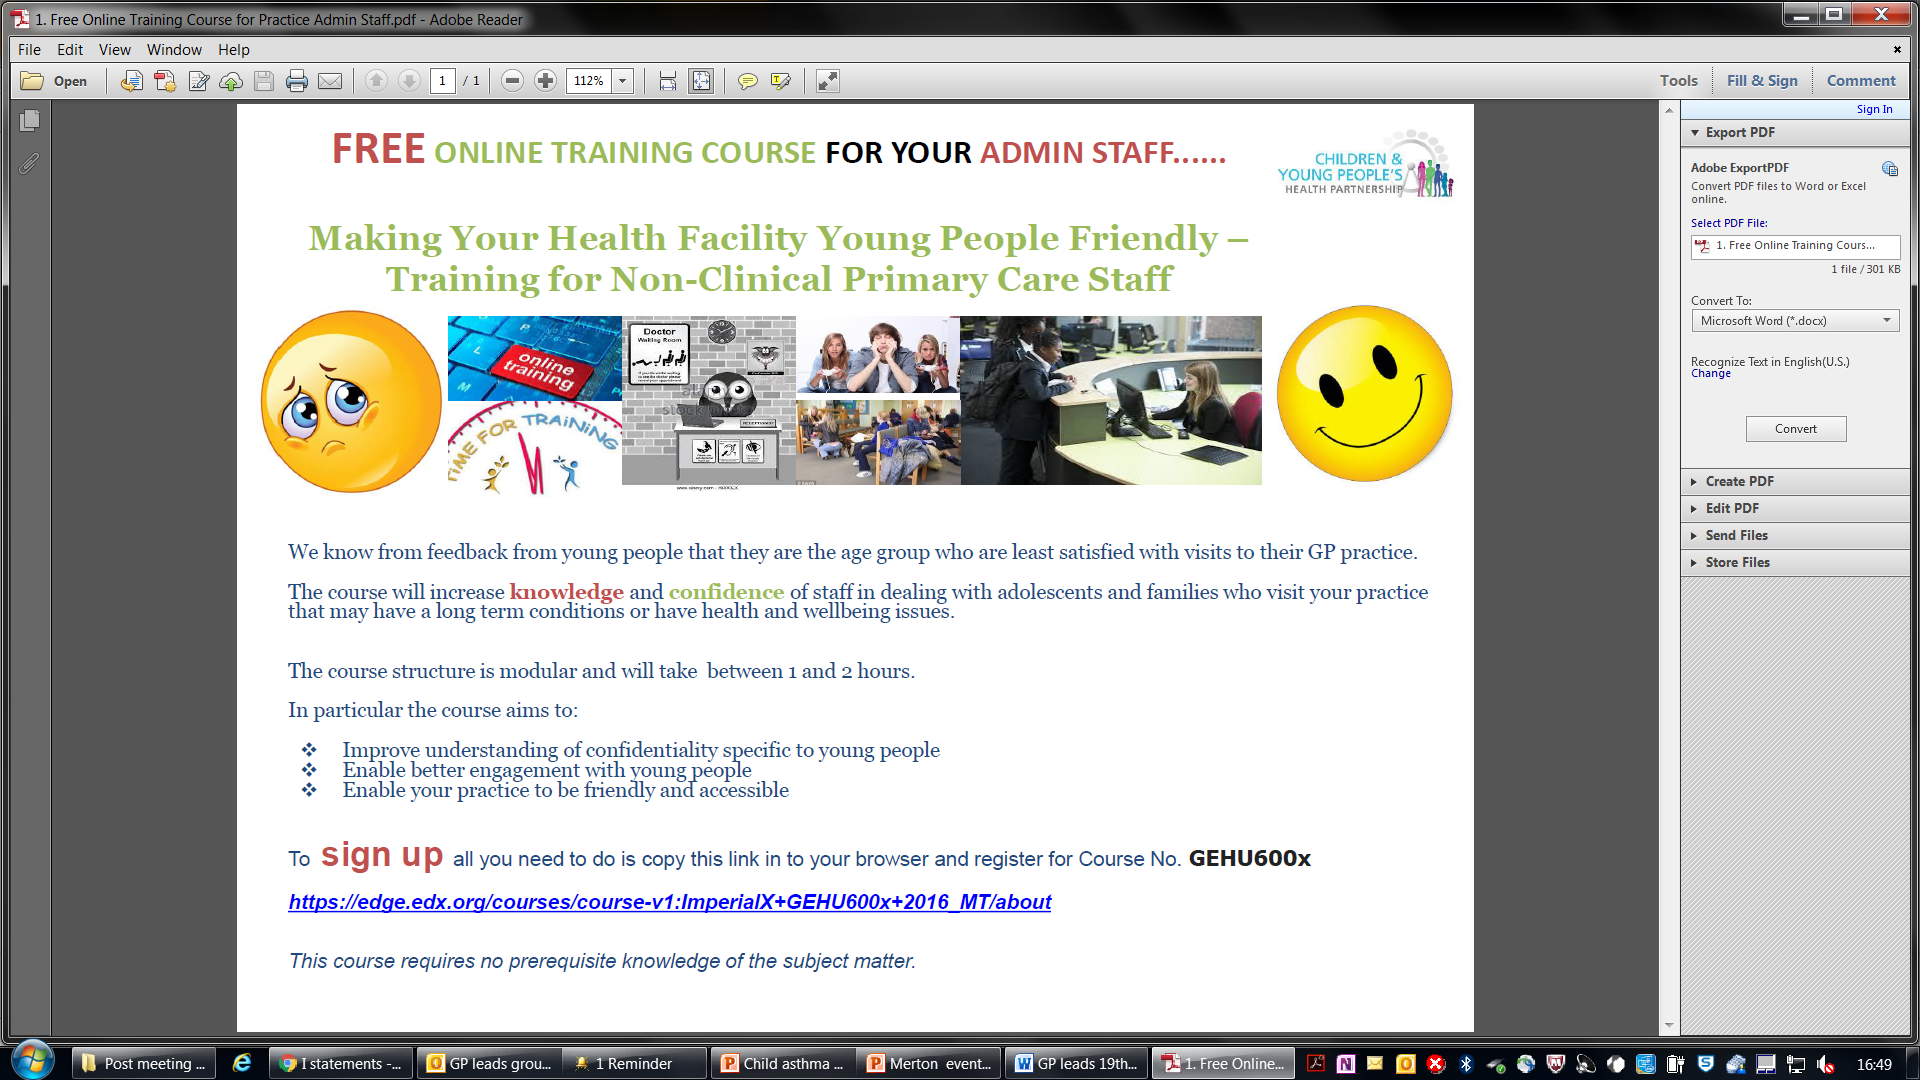 1. Free Online Training Course for Practice Admin Staff.pdf - Adobe Reader
File Edit View Window Help
Open
1 / 1
112%
Tools Fill & Sign Comment
Sign In
Export PDF
Adobe ExportPDF
Convert PDF files to Word or Excel
online.
Select PDF File:
1. Free Online Training Cours...
1 file / 301 KB
Convert To:
Microsoft Word (*.docx)
Recognize Text in English(U.S.)
Change
Convert
Create PDF
Edit PDF
Send Files
Store Files
FREE ONLINE TRAINING COURSE FOR YOUR ADMIN STAFF......
CHILDREN &
YOUNG PEOPLE'S
HEALTH PARTNERSHIP
Making Your Health Facility Young People Friendly –
Training for Non-Clinical Primary Care Staff
online
training
TIME FOR TRAINING
Doctor
Waiting Room
RECEPTIONIST
We know from feedback from young people that they are the age group who are least satisfied with visits to their GP practice.
The course will increase knowledge and confidence of staff in dealing with adolescents and families who visit your practice
that may have a long term conditions or have health and wellbeing issues.
The course structure is modular and will take between 1 and 2 hours.
In particular the course aims to:
❖ Improve understanding of confidentiality specific to young people
❖ Enable better engagement with young people
❖ Enable your practice to be friendly and accessible
To sign up all you need to do is copy this link in to your browser and register for Course No. GEHU600x
https://edge.edx.org/courses/course-v1:ImperialX+GEHU600x+2016_MT/about
This course requires no prerequisite knowledge of the subject matter.
Post meeting ...
I statements -...
GP leads grou...
1 Reminder
Child asthma ...
Merton event...
GP leads 19th...
1. Free Online...
16:49